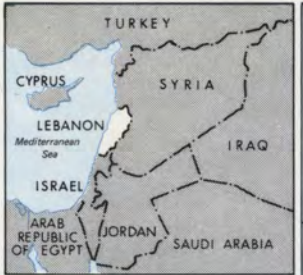 TURKEY
CYPRUS
SYRIA
LEBANON
Mediterranean
Sea
IRAQ
ISRAEL
ARAB
REPUBLIC
OF EGYPT
JORDAN
SAUDI ARABIA